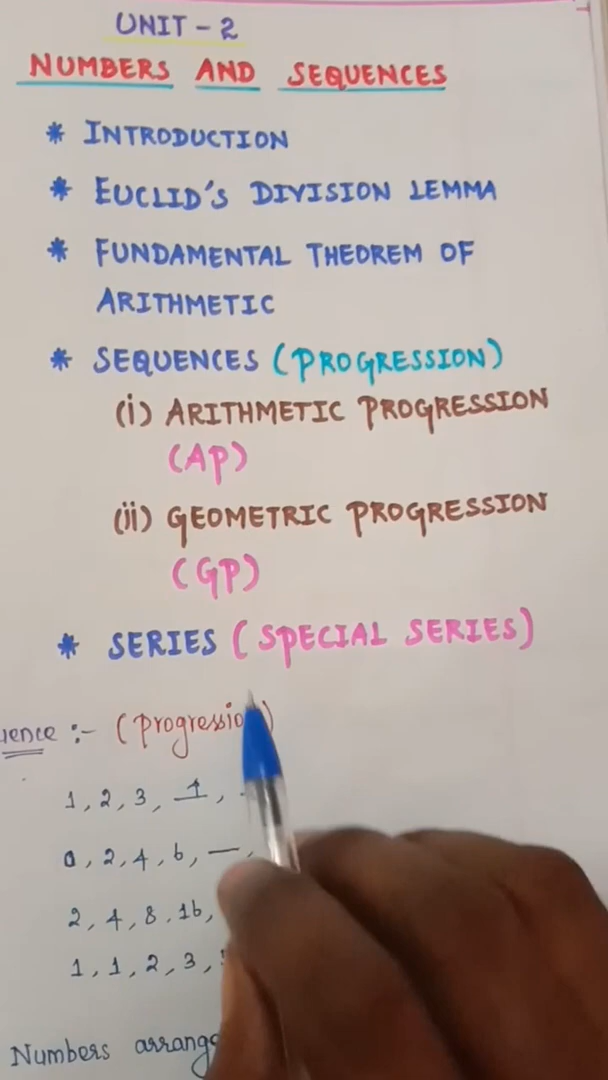 UNIT - 2
NUMBERS AND SEQUENCES
* INTRODUCTION
* EUCLID'S DIVISION LEMMA
* FUNDAMENTAL THEOREM OF
ARITHMETIC
* SEQUENCES (PROGRESSION)
(i) ARITHMETIC PROGRESSION
(AP)
(ii) GEOMETRIC PROGRESSION
(GP)
* SERIES (SPECIAL SERIES)
:- (
1, 2, 3, 4,
0, 2, 4, 6, —,
2, 4, 8, 16,
1, 1, 2, 3,
Numbers